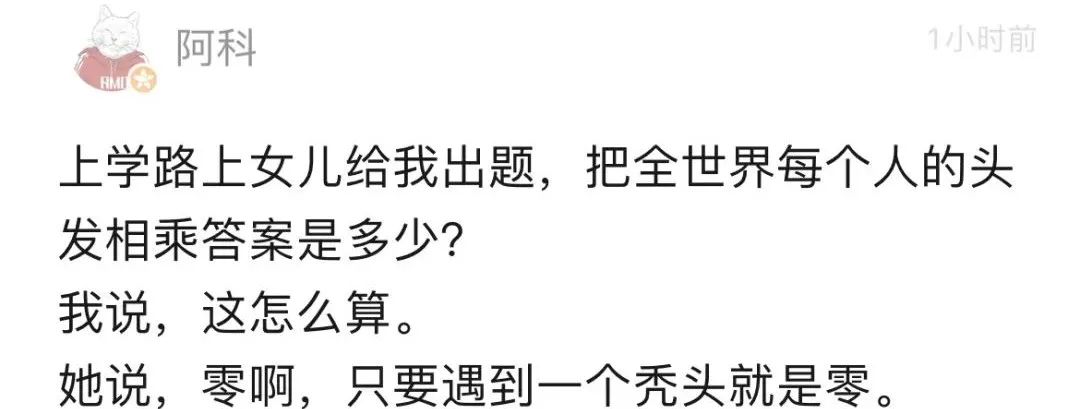 阿科
1小时前
RMD
上学路上女儿给我出题，把全世界每个人的头
发相乘答案是多少？
我说，这怎么算。
她说，零啊，只要遇到一个秃头就是零。